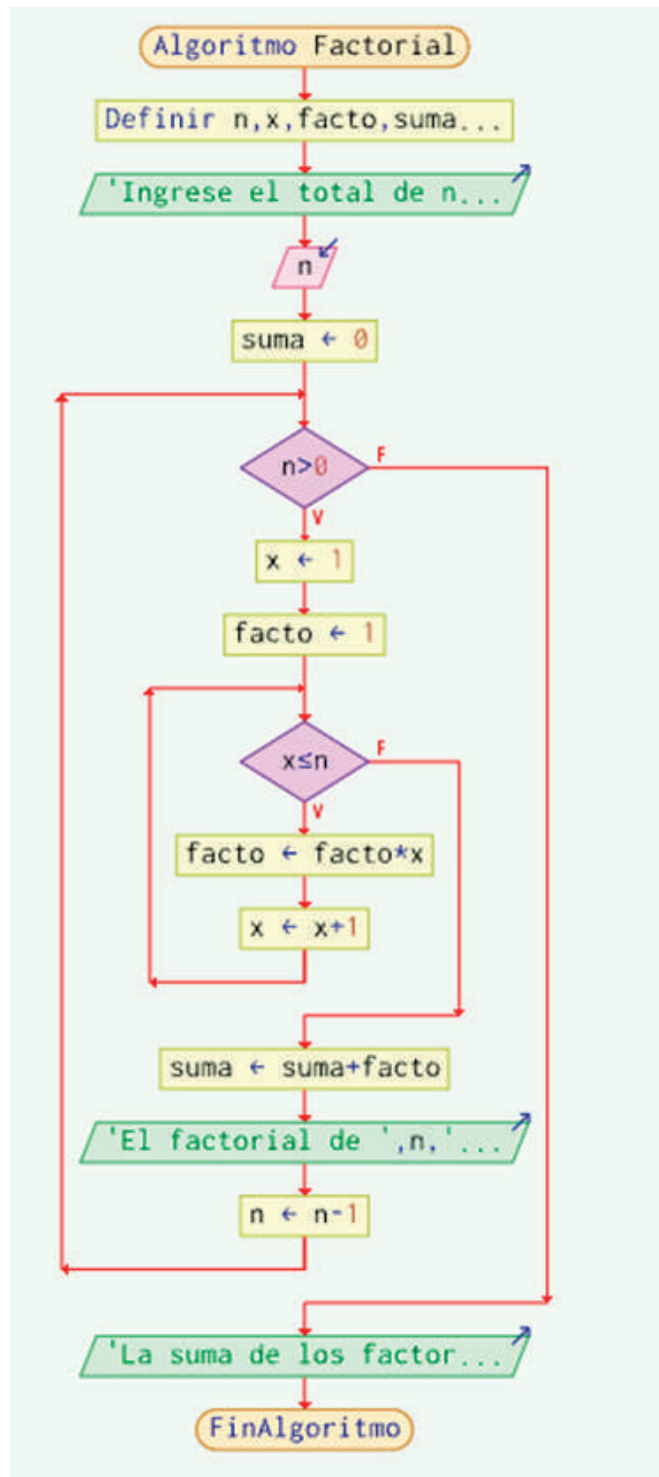 Algoritmo Factorial
Definir n,x,facto,suma...
'Ingrese el total de n...
n
suma ← 0
n>0
F
V
x ← 1
facto ← 1
x≤n
F
V
facto ← facto*x
x ← x+1
suma ← suma+facto
'El factorial de ',n,'...
n ← n-1
'La suma de los factor...
FinAlgoritmo